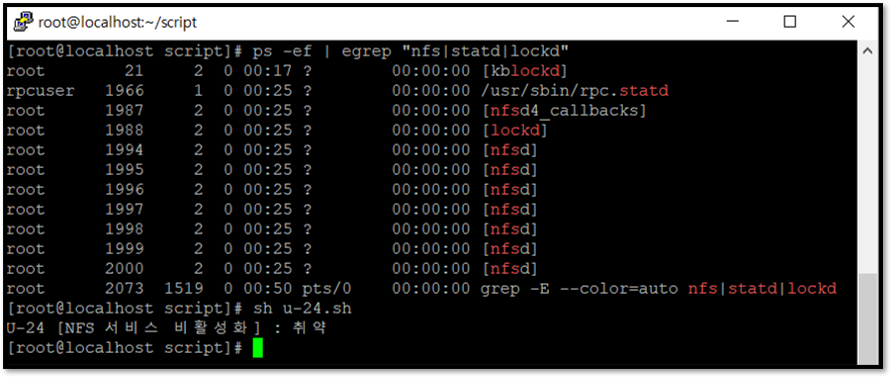 root@localhost:~/script
[root@localhost script]# ps -ef | egrep "nfs|statd|lockd"
root 21 2 0 00:17 ? 00:00:00 [kblockd]
rpcuser 1966 1 0 00:25 ? 00:00:00 /usr/sbin/rpc.statd
root 1987 2 0 00:25 ? 00:00:00 [nfsd4_callbacks]
root 1988 2 0 00:25 ? 00:00:00 [lockd]
root 1994 2 0 00:25 ? 00:00:00 [nfsd]
root 1995 2 0 00:25 ? 00:00:00 [nfsd]
root 1996 2 0 00:25 ? 00:00:00 [nfsd]
root 1997 2 0 00:25 ? 00:00:00 [nfsd]
root 1998 2 0 00:25 ? 00:00:00 [nfsd]
root 1999 2 0 00:25 ? 00:00:00 [nfsd]
root 2000 2 0 00:25 ? 00:00:00 [nfsd]
root 2073 1519 0 00:50 pts/0 00:00:00 grep -E --color=auto nfs|statd|lockd
[root@localhost script]# sh u-24.sh
U-24 [NFS 서비스 비활성화] : 취약
[root@localhost script]#